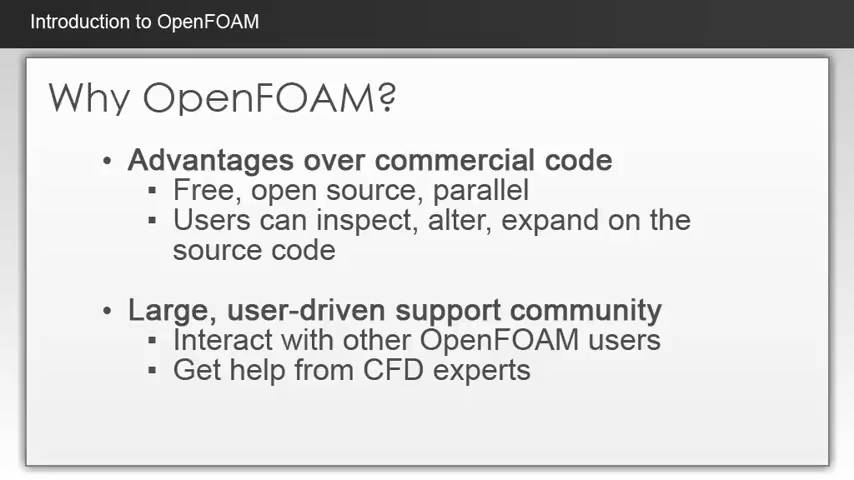 Introduction to OpenFOAM
Why OpenFOAM?
• Advantages over commercial code
▪ Free, open source, parallel
▪ Users can inspect, alter, expand on the
source code
• Large, user-driven support community
▪ Interact with other OpenFOAM users
▪ Get help from CFD experts